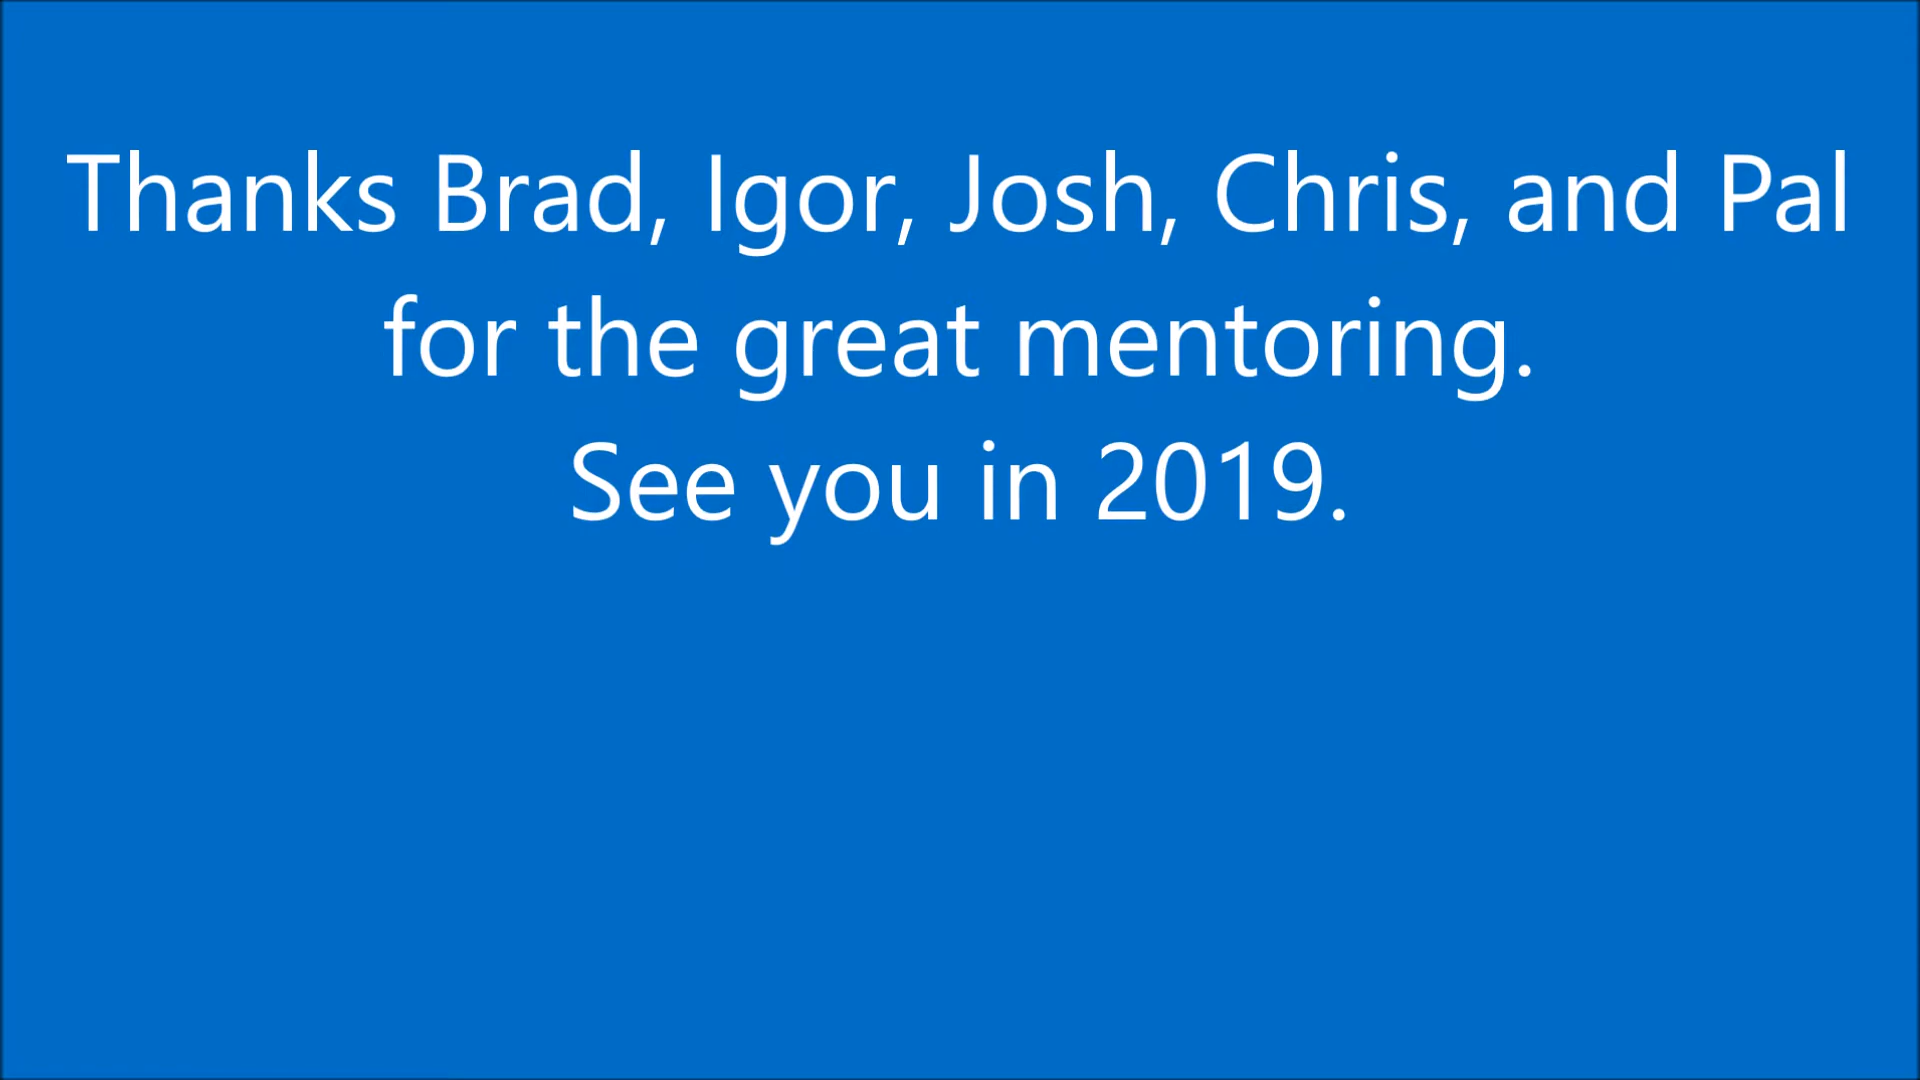 Thanks Brad, Igor, Josh, Chris, and Pal
for the great mentoring.
See you in 2019.